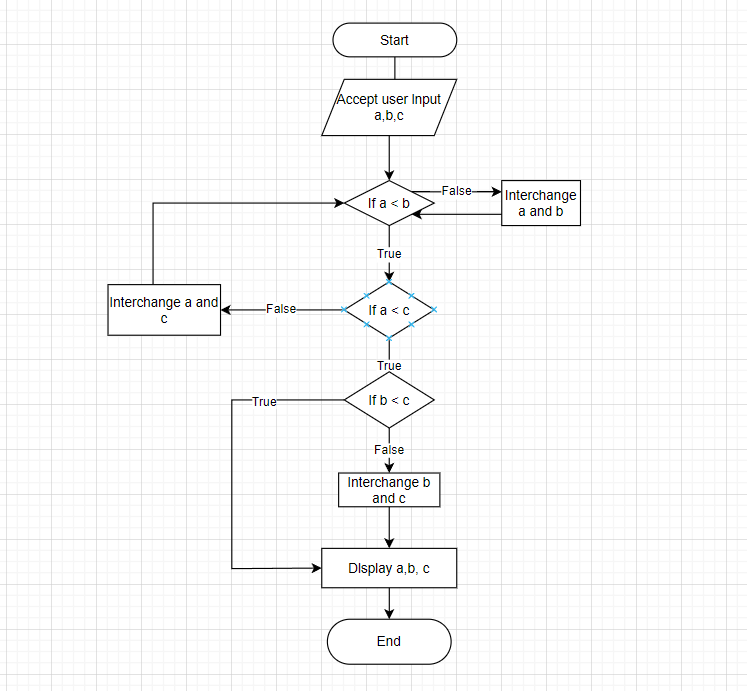 Start
Accept user Input
a,b,c
If a < b
False
Interchange
a and b
True
If a < c
False
Interchange a and
c
True
If b < c
True
False
Interchange b
and c
DIsplay a,b, c
End